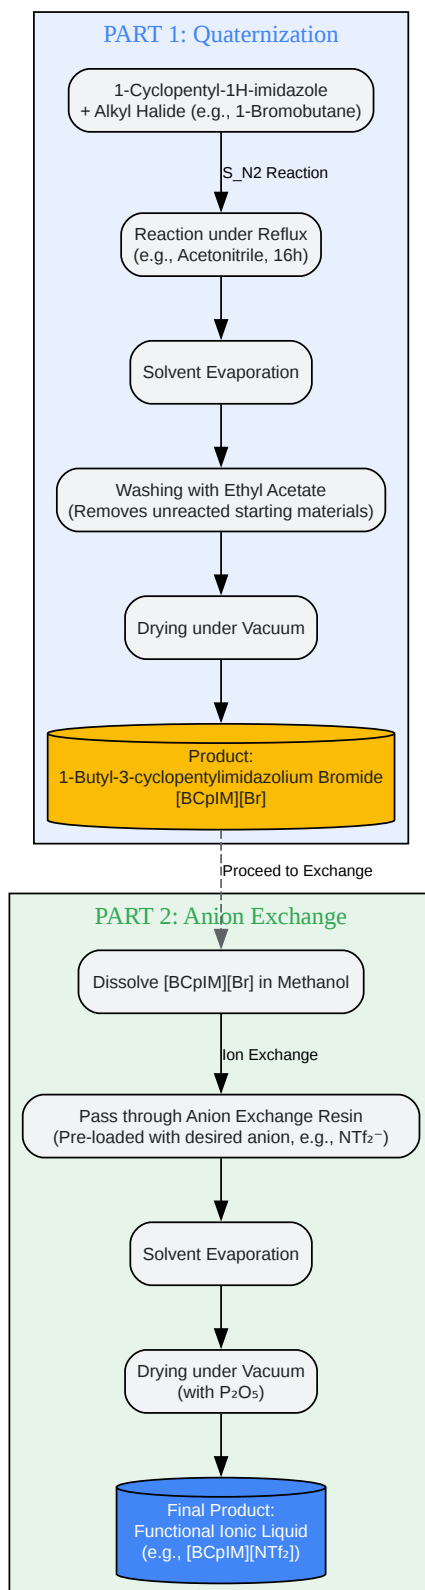 PART 1: Quaternization
1-Cyclopentyl-1H-imidazole
+ Alkyl Halide (e.g., 1-Bromobutane)
S_N2 Reaction
Reaction under Reflux
(e.g., Acetonitrile, 16h)
Solvent Evaporation
Washing with Ethyl Acetate
(Removes unreacted starting materials)
Drying under Vacuum
Product:
1-Butyl-3-cyclopentylimidazolium Bromide
[BCpIM][Br]
Proceed to Exchange
PART 2: Anion Exchange
Dissolve [BCpIM][Br] in Methanol
Ion Exchange
Pass through Anion Exchange Resin
(Pre-loaded with desired anion, e.g., NTf₂⁻)
Solvent Evaporation
Drying under Vacuum
(with P₂O₅)
Final Product:
Functional Ionic Liquid
(e.g., [BCpIM][NTf₂])